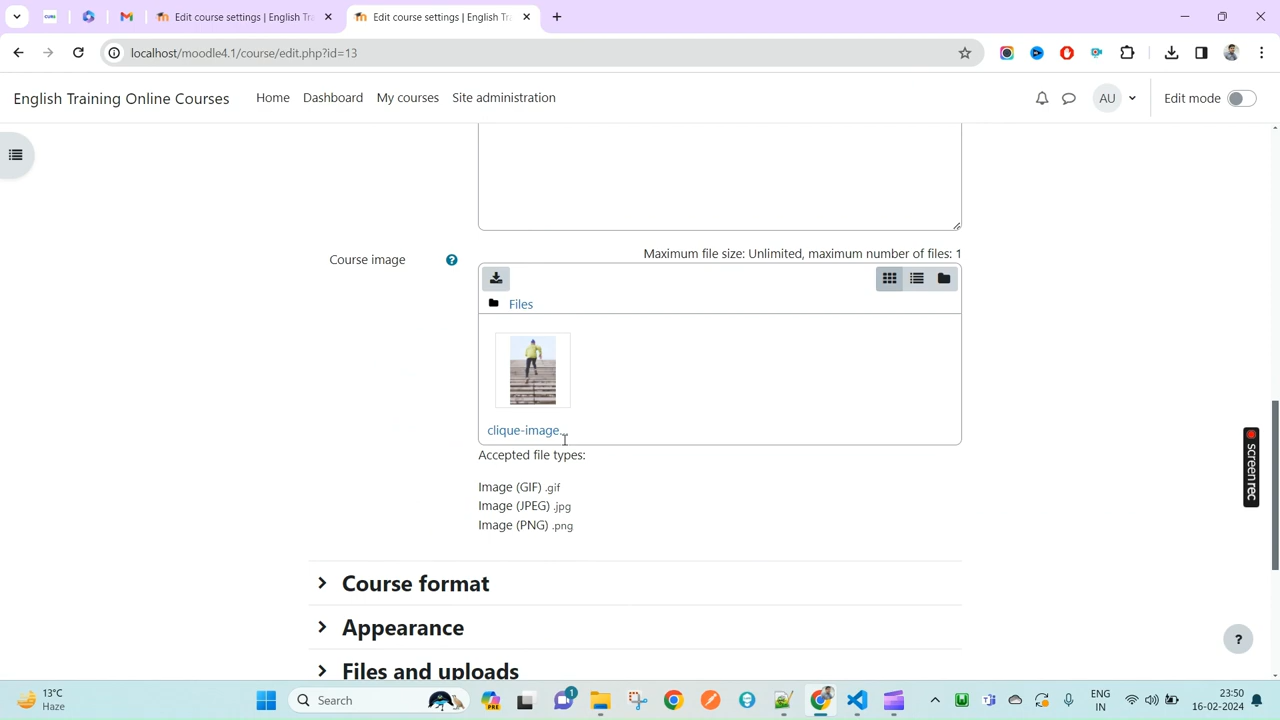 Edit course settings | English Tra
Edit course settings | English Tra
localhost/moodle4.1/course/edit.php?id=13
English Training Online Courses
Home
Dashboard
My courses
Site administration
AU
Edit mode
Course image
Maximum file size: Unlimited, maximum number of files: 1
Files
clique-image...
Accepted file types:
Image (GIF) .gif
Image (JPEG) .jpg
Image (PNG) .png
screenrec
Course format
Appearance
Files and uploads
?
13°C
Haze
Search
1
ENG
IN
23:50
16-02-2024